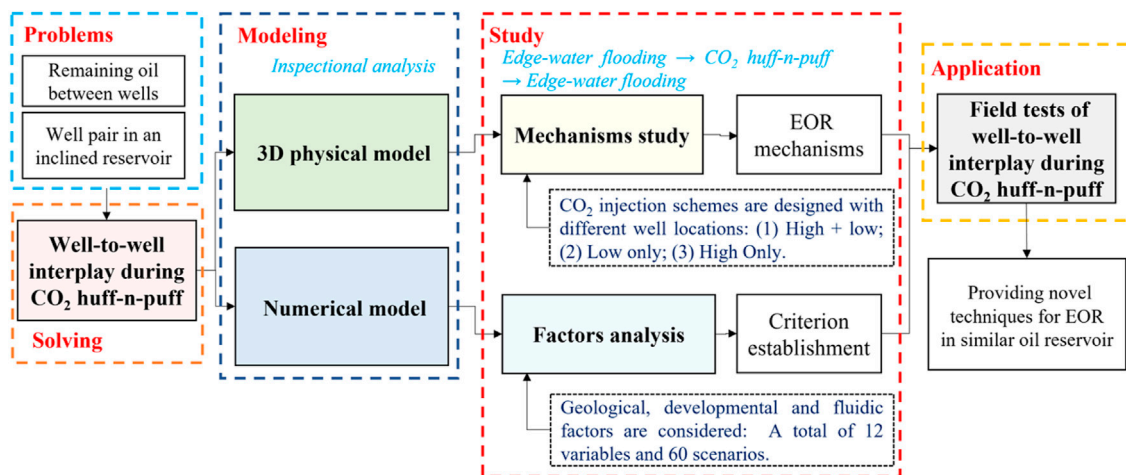 Problems
Remaining oil
between wells
Well pair in an
inclined reservoir
Well-to-well
interplay during
CO₂ huff-n-puff
Solving
Modeling
Inspectional analysis
3D physical model
Numerical model
Study
Edge-water flooding → CO₂ huff-n-puff
→ Edge-water flooding
Mechanisms study
EOR
mechanisms
CO₂ injection schemes are designed with
different well locations: (1) High + low;
(2) Low only; (3) High Only.
Factors analysis
Criterion
establishment
Geological, developmental and fluidic
factors are considered: A total of 12
variables and 60 scenarios.
Application
Field tests of
well-to-well
interplay during
CO₂ huff-n-puff
Providing novel
techniques for EOR
in similar oil reservoir